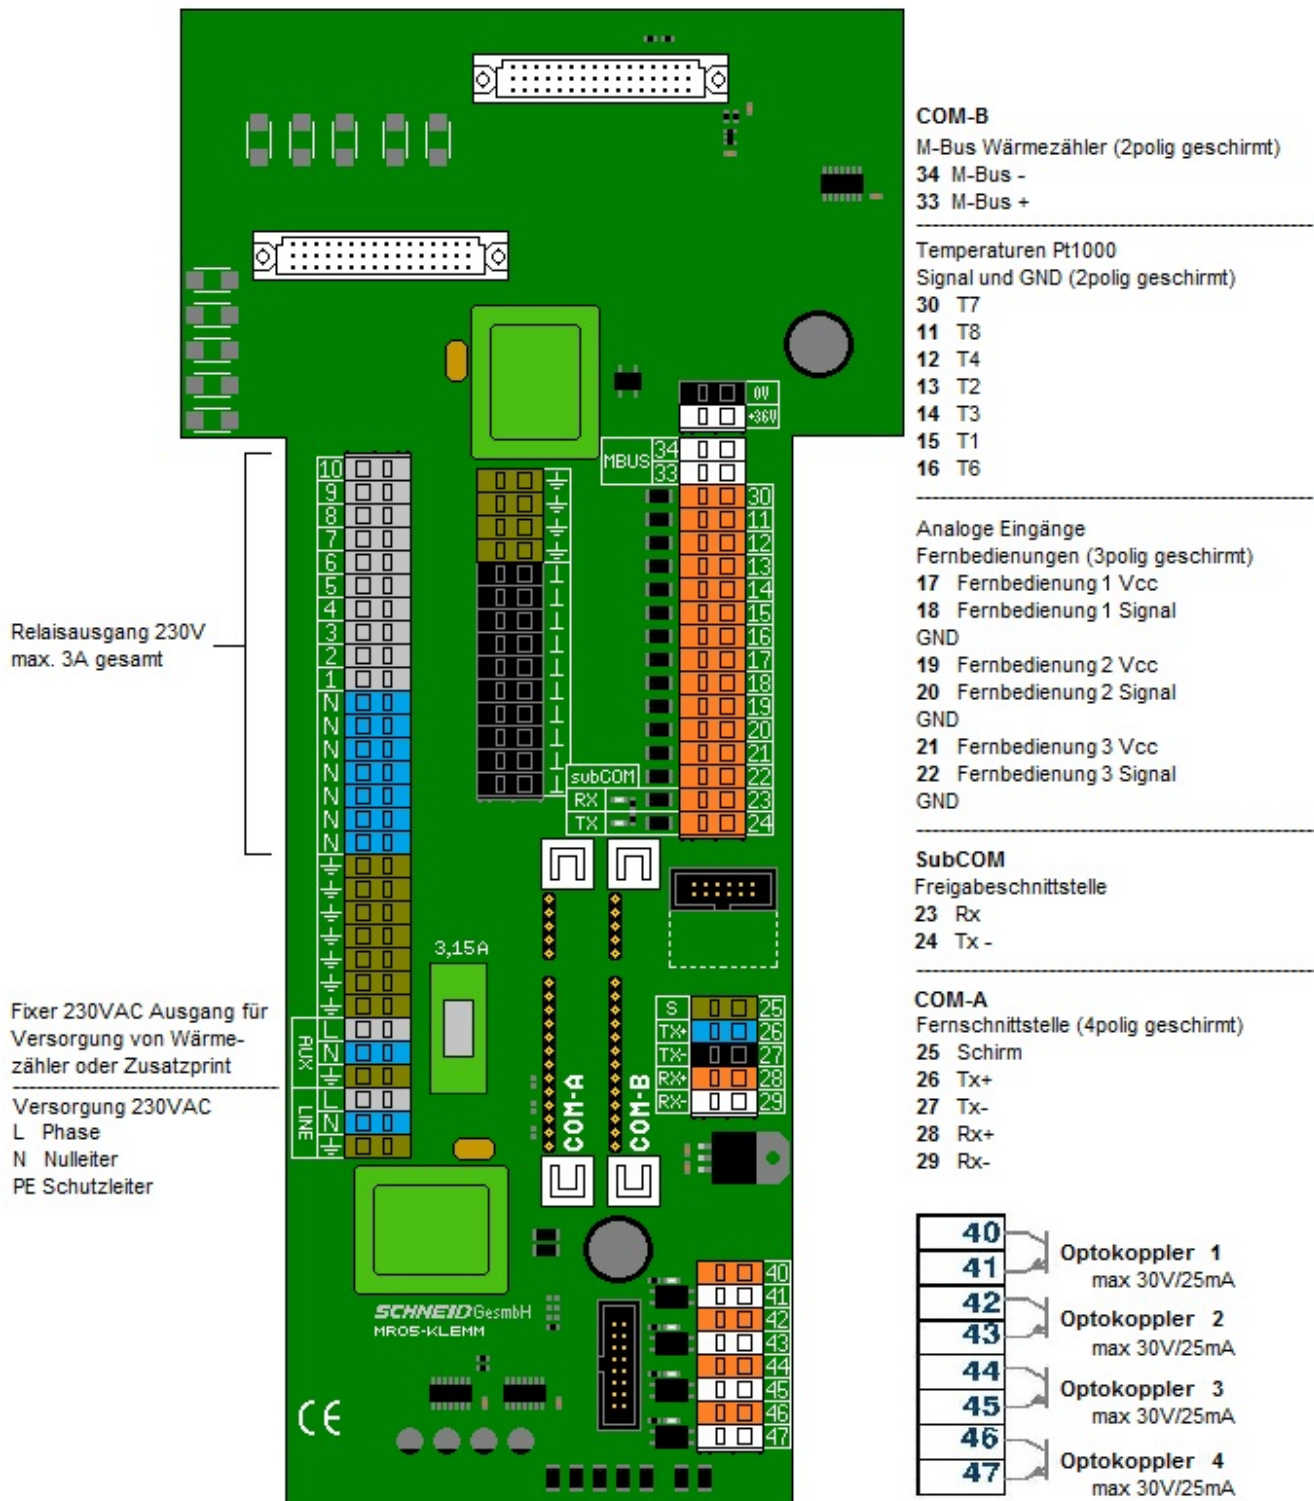 COM-B
M-Bus Wärmezähler (2polig geschirmt)
34 M-Bus -
33 M-Bus +
Temperaturen Pt1000
Signal und GND (2polig geschirmt)
30 T7
11 T8
12 T4
13 T2
14 T3
15 T1
16 T6
Analoge Eingänge
Fernbedienungen (3polig geschirmt)
17 Fernbedienung 1 Vcc
18 Fernbedienung 1 Signal
GND
19 Fernbedienung 2 Vcc
20 Fernbedienung 2 Signal
GND
21 Fernbedienung 3 Vcc
22 Fernbedienung 3 Signal
GND
SubCOM
Freigabeschnittstelle
23 Rx
24 Tx -
COM-A
Fernschnittstelle (4polig geschirmt)
25 Schirm
26 Tx+
27 Tx-
28 Rx+
29 Rx-
40
41
Optokoppler 1
max 30V/25mA
42
43
Optokoppler 2
max 30V/25mA
44
45
Optokoppler 3
max 30V/25mA
46
47
Optokoppler 4
max 30V/25mA
Relaisausgang 230V
max. 3A gesamt
Fixer 230VAC Ausgang für
Versorgung von Wärme-
zähler oder Zusatzprint
Versorgung 230VAC
L Phase
N Nulleiter
PE Schutzleiter
10
9
8
7
6
5
4
3
2
1
N
N
N
N
N
N
N
AUX
L
N
LINE
L
N
0V
+36V
MBUS
34
33
30
11
12
13
14
15
16
17
18
19
20
21
22
23
24
subCOM
RX
TX
3,15A
COM-A
COM-B
S 25
TX+ 26
TX- 27
RX+ 28
RX- 29
SCHNEID GesmbH
MR05-KLEMM
CE
40
41
42
43
44
45
46
47